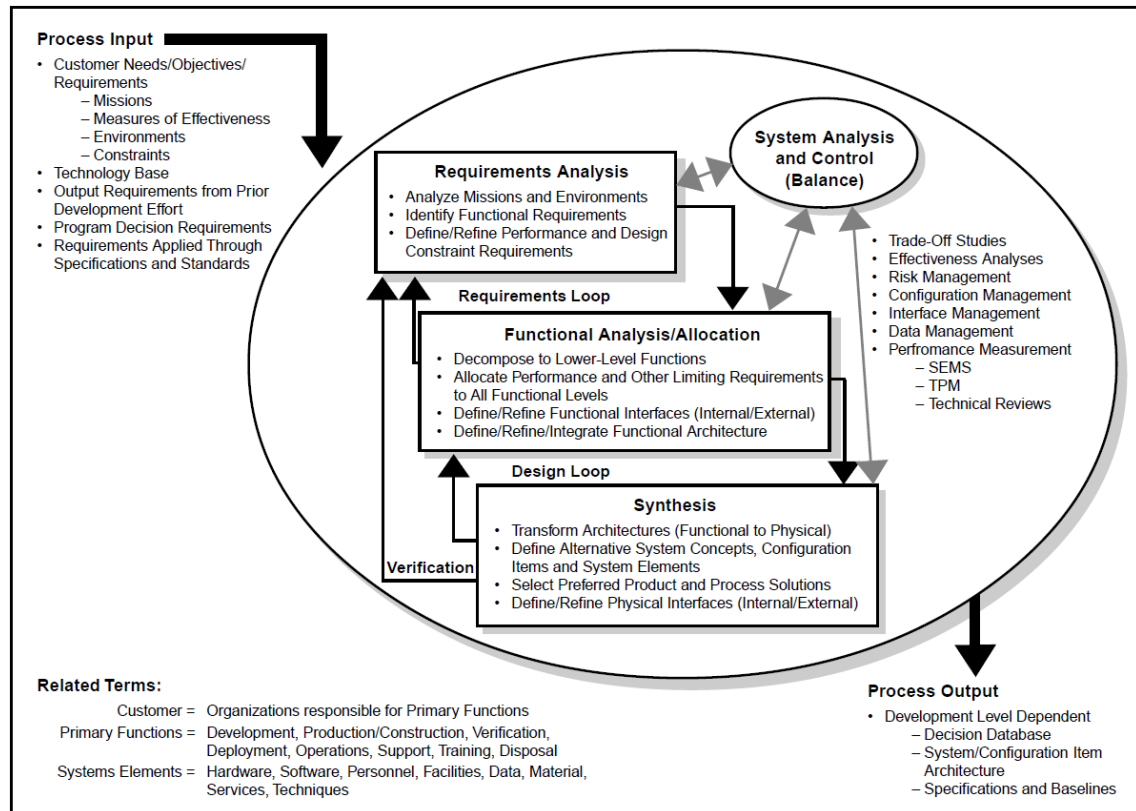 Process Input
• Customer Needs/Objectives/
Requirements
– Missions
– Measures of Effectiveness
– Environments
– Constraints
• Technology Base
• Output Requirements from Prior
Development Effort
• Program Decision Requirements
• Requirements Applied Through
Specifications and Standards
System Analysis
and Control
(Balance)
Requirements Analysis
• Analyze Missions and Environments
• Identify Functional Requirements
• Define/Refine Performance and Design
Constraint Requirements
• Trade-Off Studies
• Effectiveness Analyses
• Risk Management
• Configuration Management
• Interface Management
• Data Management
• Perfromance Measurement
– SEMS
– TPM
– Technical Reviews
Requirements Loop
Functional Analysis/Allocation
• Decompose to Lower-Level Functions
• Allocate Performance and Other Limiting Requirements
to All Functional Levels
• Define/Refine Functional Interfaces (Internal/External)
• Define/Refine/Integrate Functional Architecture
Design Loop
Synthesis
• Transform Architectures (Functional to Physical)
• Define Alternative System Concepts, Configuration
Items and System Elements
• Select Preferred Product and Process Solutions
• Define/Refine Physical Interfaces (Internal/External)
Verification
Related Terms:
Customer = Organizations responsible for Primary Functions
Primary Functions = Development, Production/Construction, Verification,
Deployment, Operations, Support, Training, Disposal
Systems Elements = Hardware, Software, Personnel, Facilities, Data, Material,
Services, Techniques
Process Output
• Development Level Dependent
– Decision Database
– System/Configuration Item
Architecture
– Specifications and Baselines